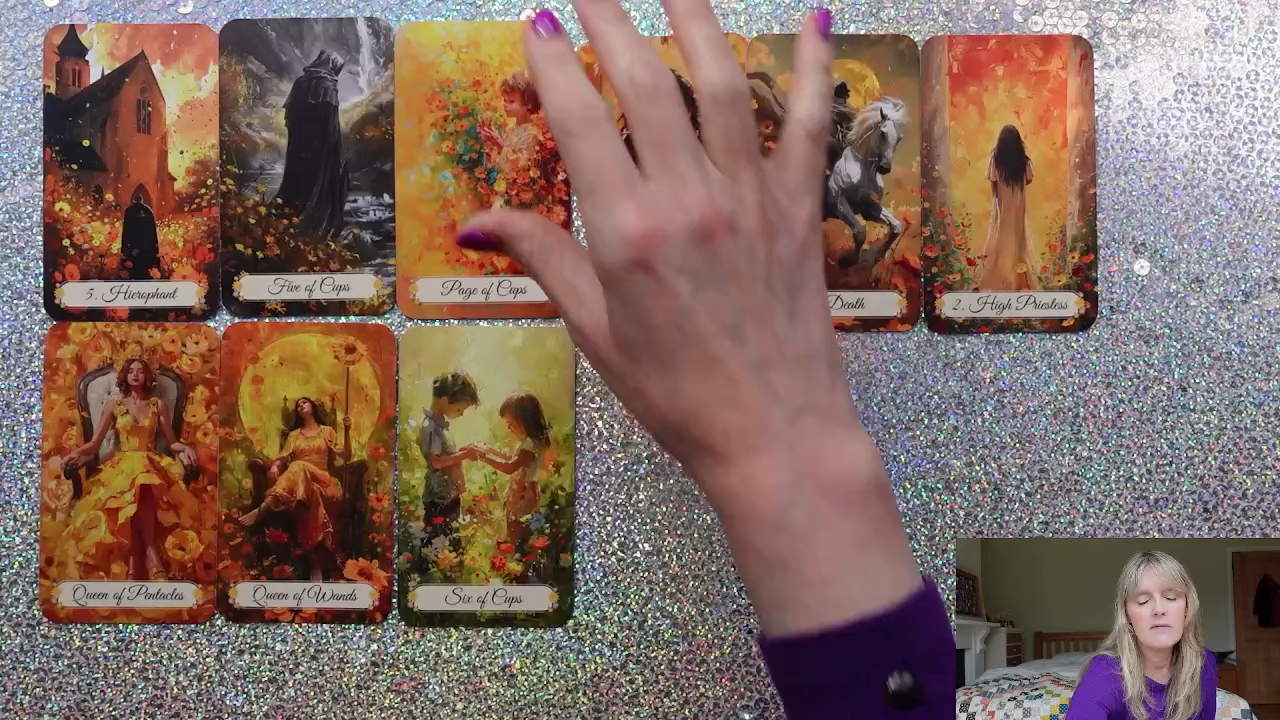 5. Hierophant
Five of Cups
Page of Cups
Death
2. High Priestess
Queen of Pentacles
Queen of Wands
Six of Cups